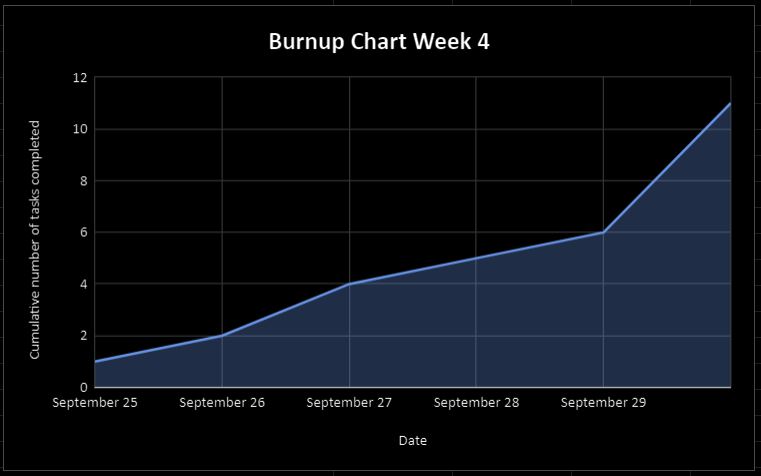 Burnup Chart Week 4
Cumulative number of tasks completed
12
10
8
6
4
2
0
September 25 September 26 September 27 September 28 September 29
Date